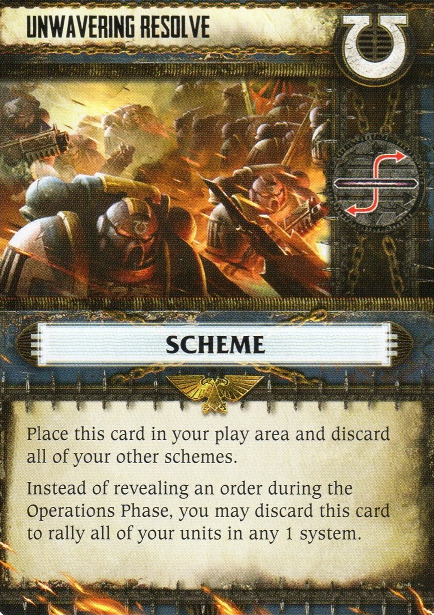 UNWAVERING RESOLVE
SCHEME
Place this card in your play area and discard
all of your other schemes.
Instead of revealing an order during the
Operations Phase, you may discard this card
to rally all of your units in any 1 system.